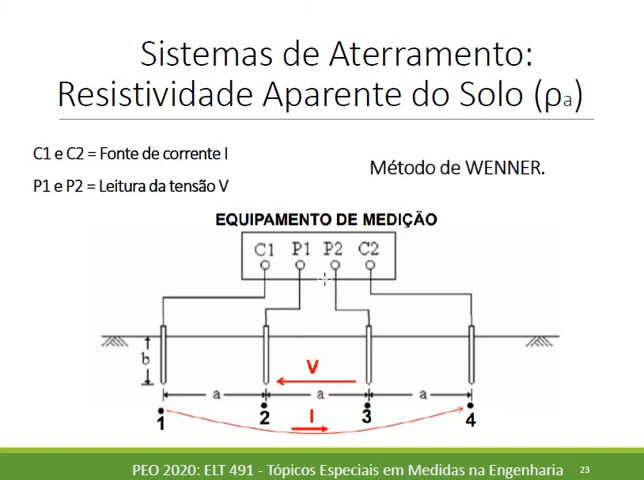 Sistemas de Aterramento:
Resistividade Aparente do Solo (ρa)
C1 e C2 = Fonte de corrente I
Método de WENNER.
P1 e P2 = Leitura da tensão V
EQUIPAMENTO DE MEDIÇÃO
C1 P1 P2 C2
b
V
a a a
1 2 I 3 4
PEO 2020: ELT 491 - Tópicos Especiais em Medidas na Engenharia 23